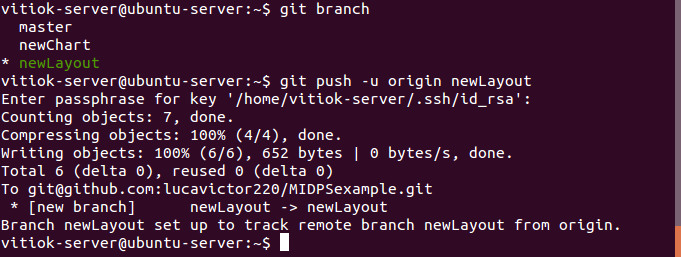 vitiok-server@ubuntu-server:~$ git branch
  master
  newChart
* newLayout
vitiok-server@ubuntu-server:~$ git push -u origin newLayout
Enter passphrase for key '/home/vitiok-server/.ssh/id_rsa':
Counting objects: 7, done.
Compressing objects: 100% (4/4), done.
Writing objects: 100% (6/6), 652 bytes | 0 bytes/s, done.
Total 6 (delta 0), reused 0 (delta 0)
To git@github.com:lucavictor220/MIDPSexample.git
 * [new branch]      newLayout -> newLayout
Branch newLayout set up to track remote branch newLayout from origin.
vitiok-server@ubuntu-server:~$